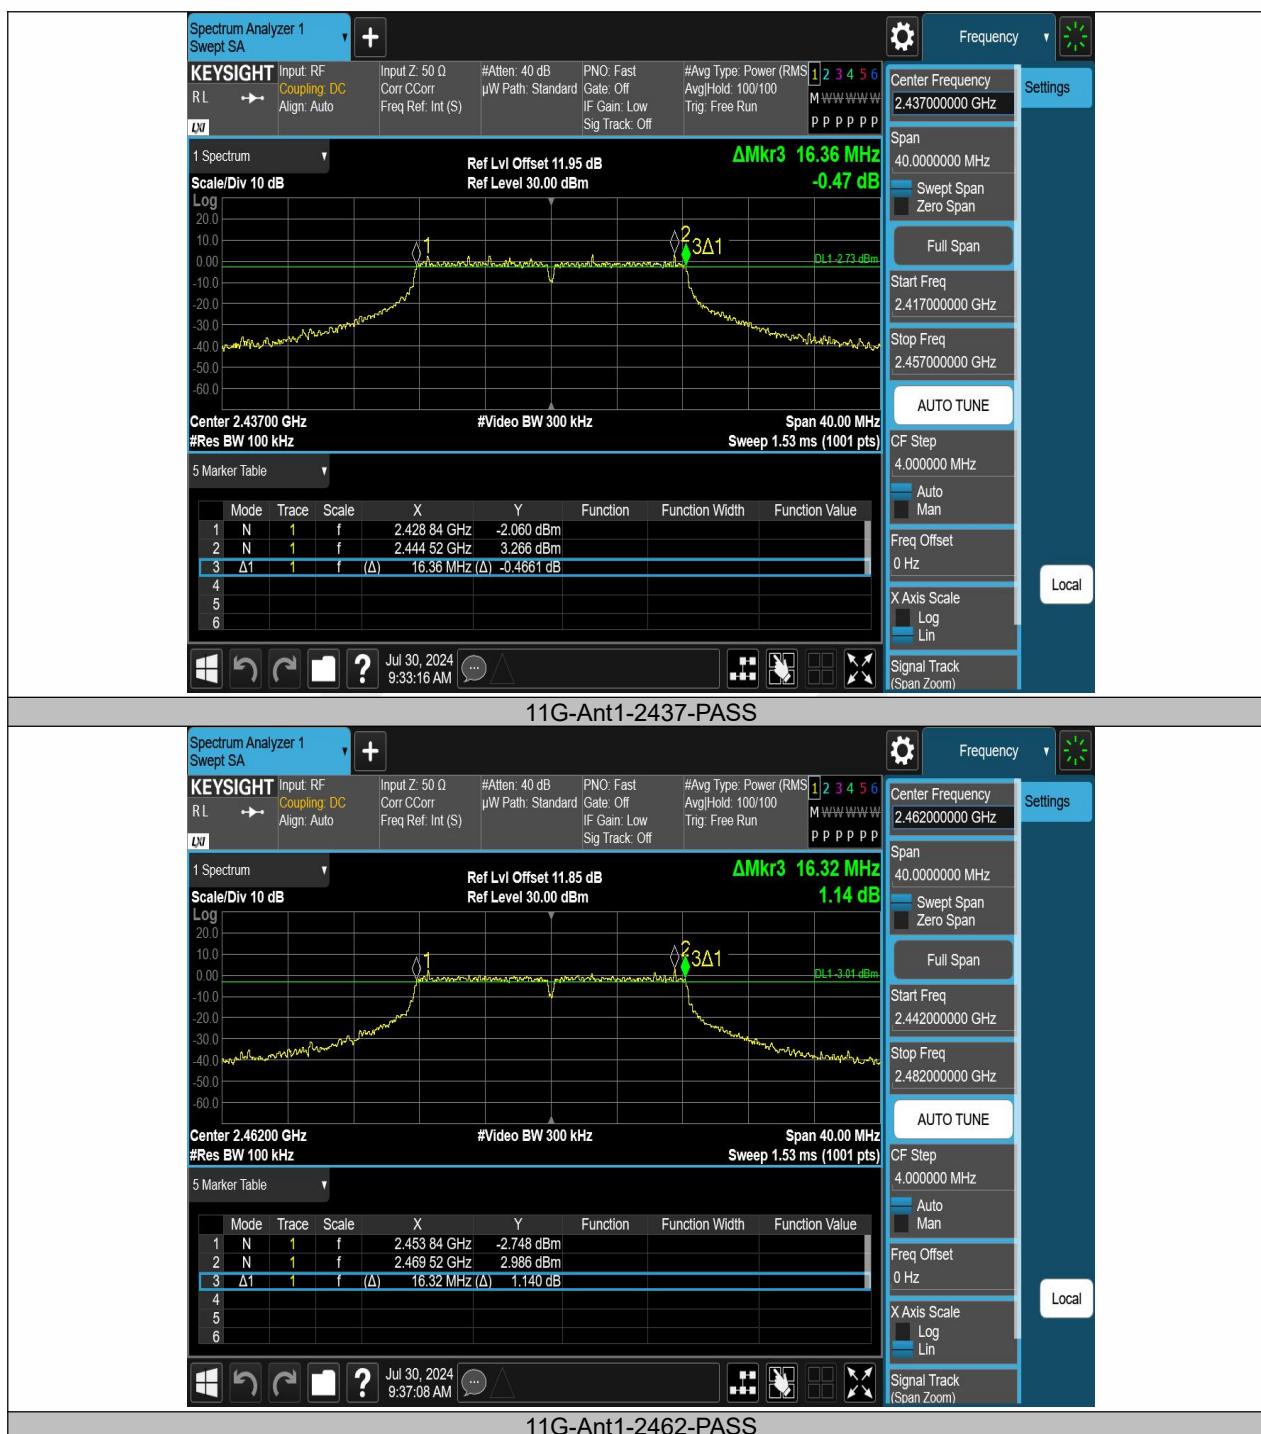 Spectrum Analyzer 1
Swept SA
+
Frequency
KEYSIGHT
RL
LXI
Input: RF
Coupling: DC
Align: Auto
Input Z: 50 Ω
Corr CCorr
Freq Ref: Int (S)
#Atten: 40 dB
µW Path: Standard
PNO: Fast
Gate: Off
IF Gain: Low
Sig Track: Off
#Avg Type: Power (RMS
Avg|Hold: 100/100
Trig: Free Run
1 2 3 4 5 6
M W W W W W
P P P P P P
Center Frequency
2.437000000 GHz
Settings
Span
40.0000000 MHz
Swept Span
Zero Span
Full Span
Start Freq
2.417000000 GHz
Stop Freq
2.457000000 GHz
AUTO TUNE
CF Step
4.000000 MHz
Auto
Man
Freq Offset
0 Hz
X Axis Scale
Log
Lin
Signal Track
(Span Zoom)
Local
1 Spectrum
Scale/Div 10 dB
Ref Lvl Offset 11.95 dB
Ref Level 30.00 dBm
ΔMkr3 16.36 MHz
-0.47 dB
Log
20.0
10.0
0.00
-10.0
-20.0
-30.0
-40.0
-50.0
-60.0
1
2
3Δ1
DL1 -2.73 dBm
Center 2.43700 GHz
#Video BW 300 kHz
Span 40.00 MHz
#Res BW 100 kHz
Sweep 1.53 ms (1001 pts)
5 Marker Table
Mode Trace Scale X Y Function Function Width Function Value
1 N 1 f 2.428 84 GHz -2.060 dBm
2 N 1 f 2.444 52 GHz 3.266 dBm
3 Δ1 1 f (Δ) 16.36 MHz (Δ) -0.4661 dB
4
5
6
?
Jul 30, 2024
9:33:16 AM
11G-Ant1-2437-PASS
Spectrum Analyzer 1
Swept SA
+
Frequency
KEYSIGHT
RL
LXI
Input: RF
Coupling: DC
Align: Auto
Input Z: 50 Ω
Corr CCorr
Freq Ref: Int (S)
#Atten: 40 dB
µW Path: Standard
PNO: Fast
Gate: Off
IF Gain: Low
Sig Track: Off
#Avg Type: Power (RMS
Avg|Hold: 100/100
Trig: Free Run
1 2 3 4 5 6
M W W W W W
P P P P P P
Center Frequency
2.462000000 GHz
Settings
Span
40.0000000 MHz
Swept Span
Zero Span
Full Span
Start Freq
2.442000000 GHz
Stop Freq
2.482000000 GHz
AUTO TUNE
CF Step
4.000000 MHz
Auto
Man
Freq Offset
0 Hz
X Axis Scale
Log
Lin
Signal Track
(Span Zoom)
Local
1 Spectrum
Scale/Div 10 dB
Ref Lvl Offset 11.85 dB
Ref Level 30.00 dBm
ΔMkr3 16.32 MHz
1.14 dB
Log
20.0
10.0
0.00
-10.0
-20.0
-30.0
-40.0
-50.0
-60.0
1
2
3Δ1
DL1 -3.01 dBm
Center 2.46200 GHz
#Video BW 300 kHz
Span 40.00 MHz
#Res BW 100 kHz
Sweep 1.53 ms (1001 pts)
5 Marker Table
Mode Trace Scale X Y Function Function Width Function Value
1 N 1 f 2.453 84 GHz -2.748 dBm
2 N 1 f 2.469 52 GHz 2.986 dBm
3 Δ1 1 f (Δ) 16.32 MHz (Δ) 1.140 dB
4
5
6
?
Jul 30, 2024
9:37:08 AM
11G-Ant1-2462-PASS